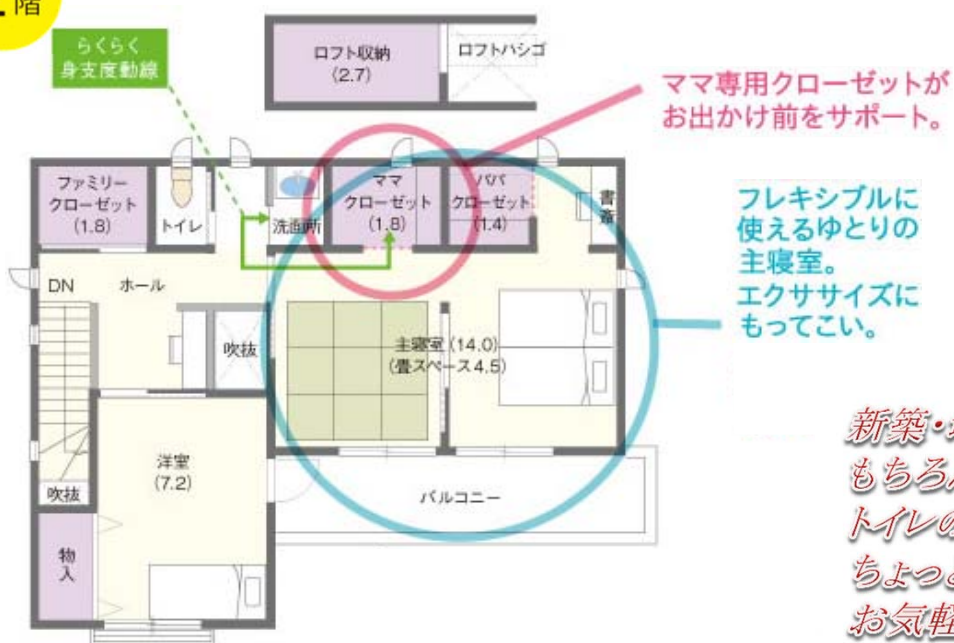 階
らくらく
身支度動線
ロフト収納
(2.7)
ロフトハシゴ
ママ専用クローゼットが
お出かけ前をサポート。
ファミリー
クローゼット
(1.8)
トイレ
洗面所
ママ
クローゼット
(1.8)
パパ
クローゼット
(1.4)
書斎
フレキシブルに
使えるゆとりの
主寝室。
エクササイズに
もってこい。
DN
ホール
吹抜
主寝室(14.0)
(畳スペース4.5)
洋室
(7.2)
吹抜
物入
バルコニー
新築・
もちろん
トイレの
ちょっと
お気軽